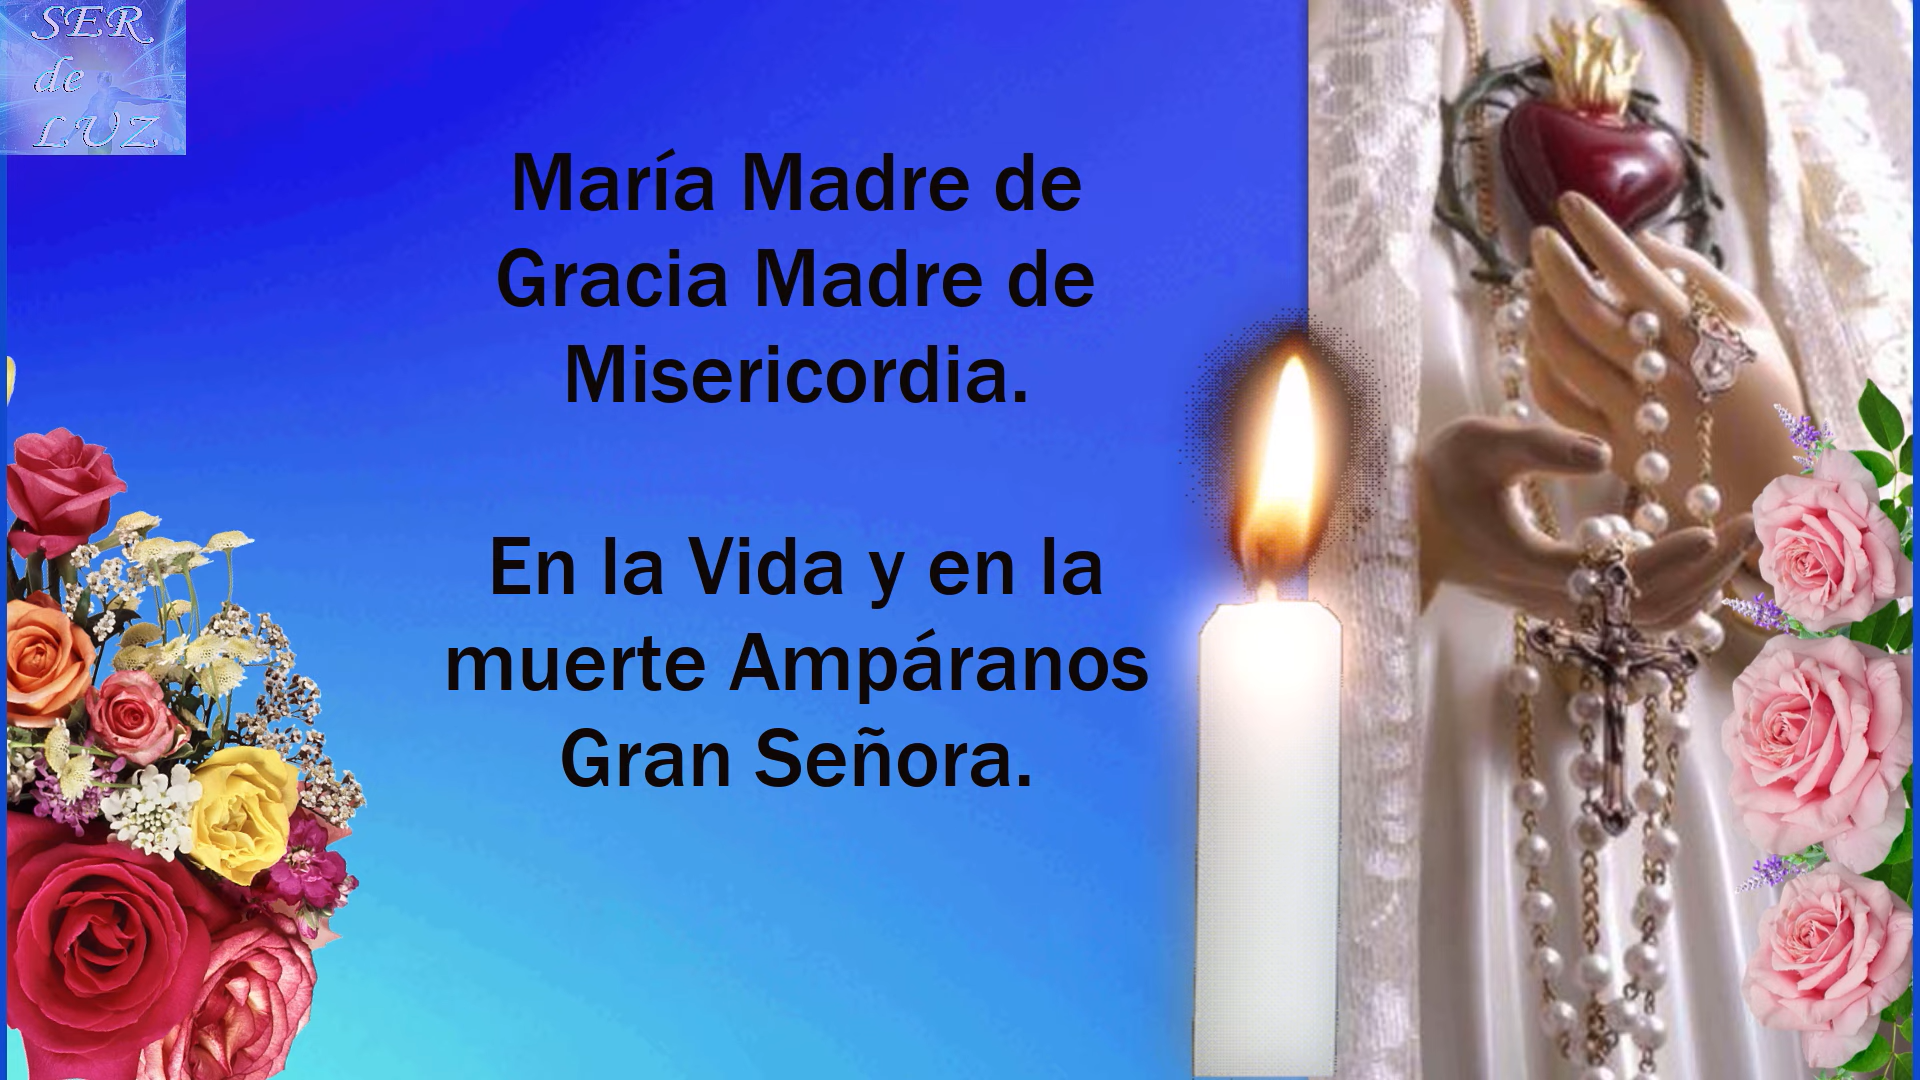 SER
de
LUZ
María Madre de
Gracia Madre de
Misericordia.
En la Vida y en la
muerte Ampáranos
Gran Señora.